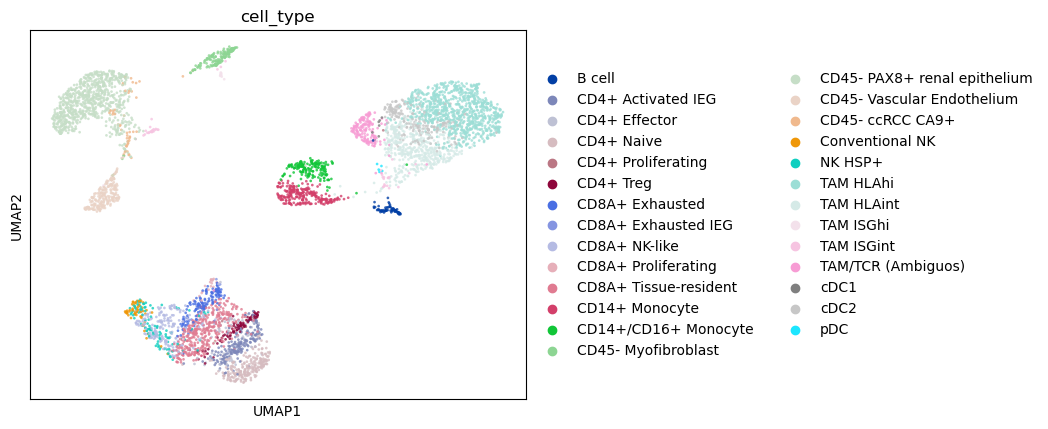 cell_type
UMAP2
UMAP1
B cell
CD4+ Activated IEG
CD4+ Effector
CD4+ Naive
CD4+ Proliferating
CD4+ Treg
CD8A+ Exhausted
CD8A+ Exhausted IEG
CD8A+ NK-like
CD8A+ Proliferating
CD8A+ Tissue-resident
CD14+ Monocyte
CD14+/CD16+ Monocyte
CD45- Myofibroblast
CD45- PAX8+ renal epithelium
CD45- Vascular Endothelium
CD45- ccRCC CA9+
Conventional NK
NK HSP+
TAM HLAhi
TAM HLAint
TAM ISGhi
TAM ISGint
TAM/TCR (Ambiguos)
cDC1
cDC2
pDC